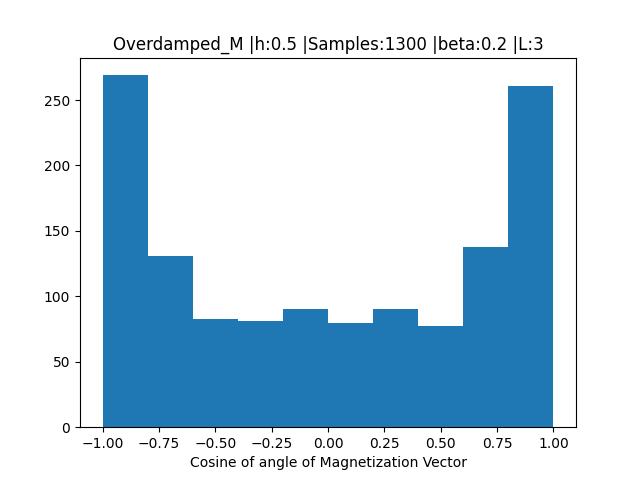 Overdamped_M |h:0.5 |Samples:1300 |beta:0.2 |L:3
250
200
150
100
50
0
−1.00 −0.75 −0.50 −0.25 0.00 0.25 0.50 0.75 1.00
Cosine of angle of Magnetization Vector